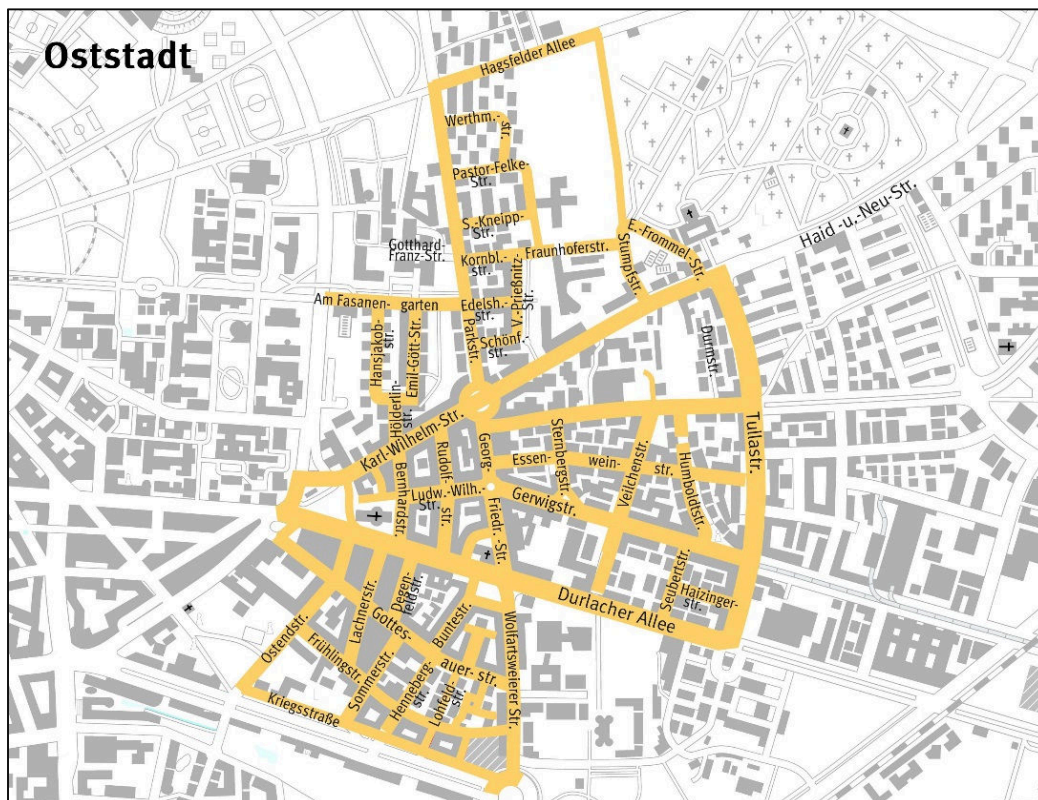 Oststadt
Hagsfelder Allee
Werthm.-
str.
Pastor-Felke-
Str.
S.-Kneipp-
Str.
Gotthard-
Franz-Str.
Kornbl.-
str.
Fraunhoferstr.
Stumpfstr.
E.-Frommel.-Str.
Haid -u.-Neu-Str.
Am Fasanen-
garten
Edelsh.-
str.
V.-Prießnitz-
Str.
Hansjakob-
str.
Emil-Gött-Str.
Parkstr.
Schönf.-
str.
Durmstr.
Hölderlin-
str.
Karl-Wilhelm-Str.
Tullastr.
Georg-
Friedr.-Str.
Sternbergstr.
Essen-
wein-
str.
Veilchenstr.
Humboldtstr.
Rudolf-
str.
Bernhardstr.
Ludw.-Wilh.-
Str.
Gerwigstr.
Durlacher Allee
Seubertstr.
Haizinger-
str.
Degen-
feldstr.
Lachnerstr.
Gottes-
auer-
str.
Buntestr.
Wolfartsweierer Str.
Ostendstr.
Frühlingstr.
Sommerstr.
Henneberg-
str.
Lohfeld-
str.
Kriegsstraße